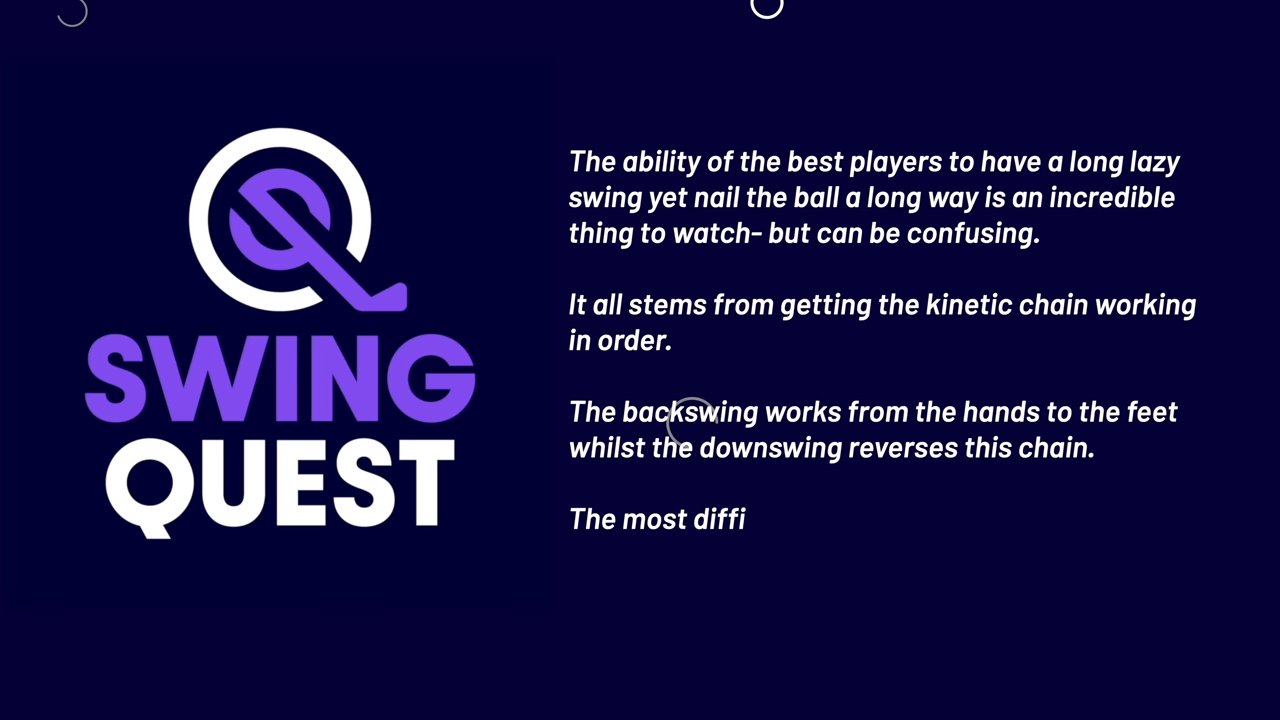 SWING
QUEST
The ability of the best players to have a long lazy
swing yet nail the ball a long way is an incredible
thing to watch- but can be confusing.
It all stems from getting the kinetic chain working
in order.
The backswing works from the hands to the feet
whilst the downswing reverses this chain.
The most diffi